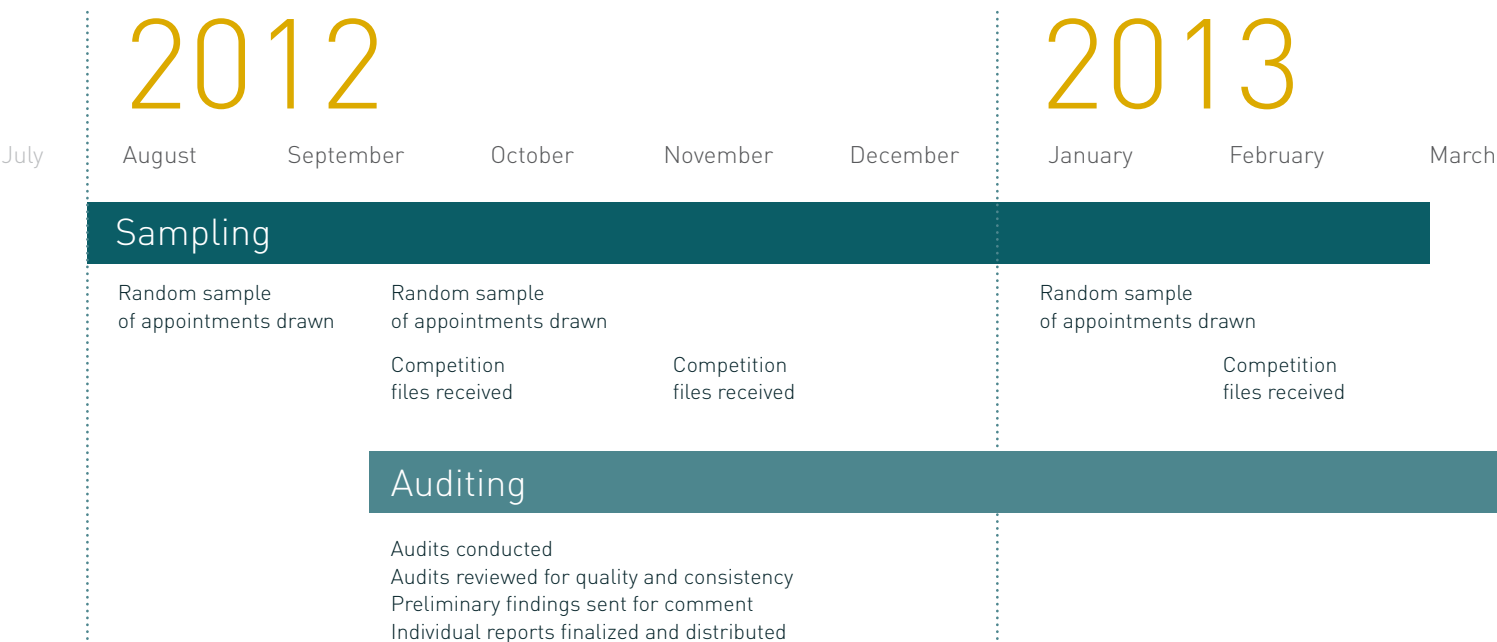 2012
2013
July
August
September
October
November
December
January
February
March
Sampling
Random sample
of appointments drawn
Random sample
of appointments drawn
Random sample
of appointments drawn
Competition
files received
Competition
files received
Competition
files received
Auditing
Audits conducted
Audits reviewed for quality and consistency
Preliminary findings sent for comment
Individual reports finalized and distributed